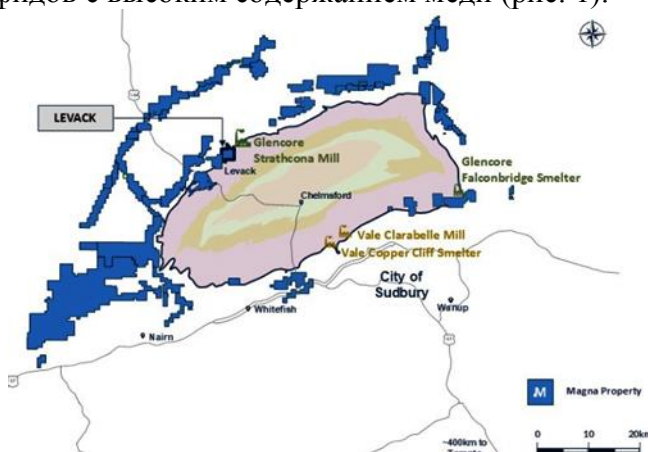 ридов с высоким содержанием меди (рис. 1).
LEVACK
Glencore
Strathcona Mill
Levack
Glencore
Falconbridge Smelter
Chelmsford
Vale Clarabelle Mill
Vale Copper Cliff Smelter
City of
Sudbury
Whitefish
Wanup
Nairn
M Magna Property
0 10 20km
~400km to